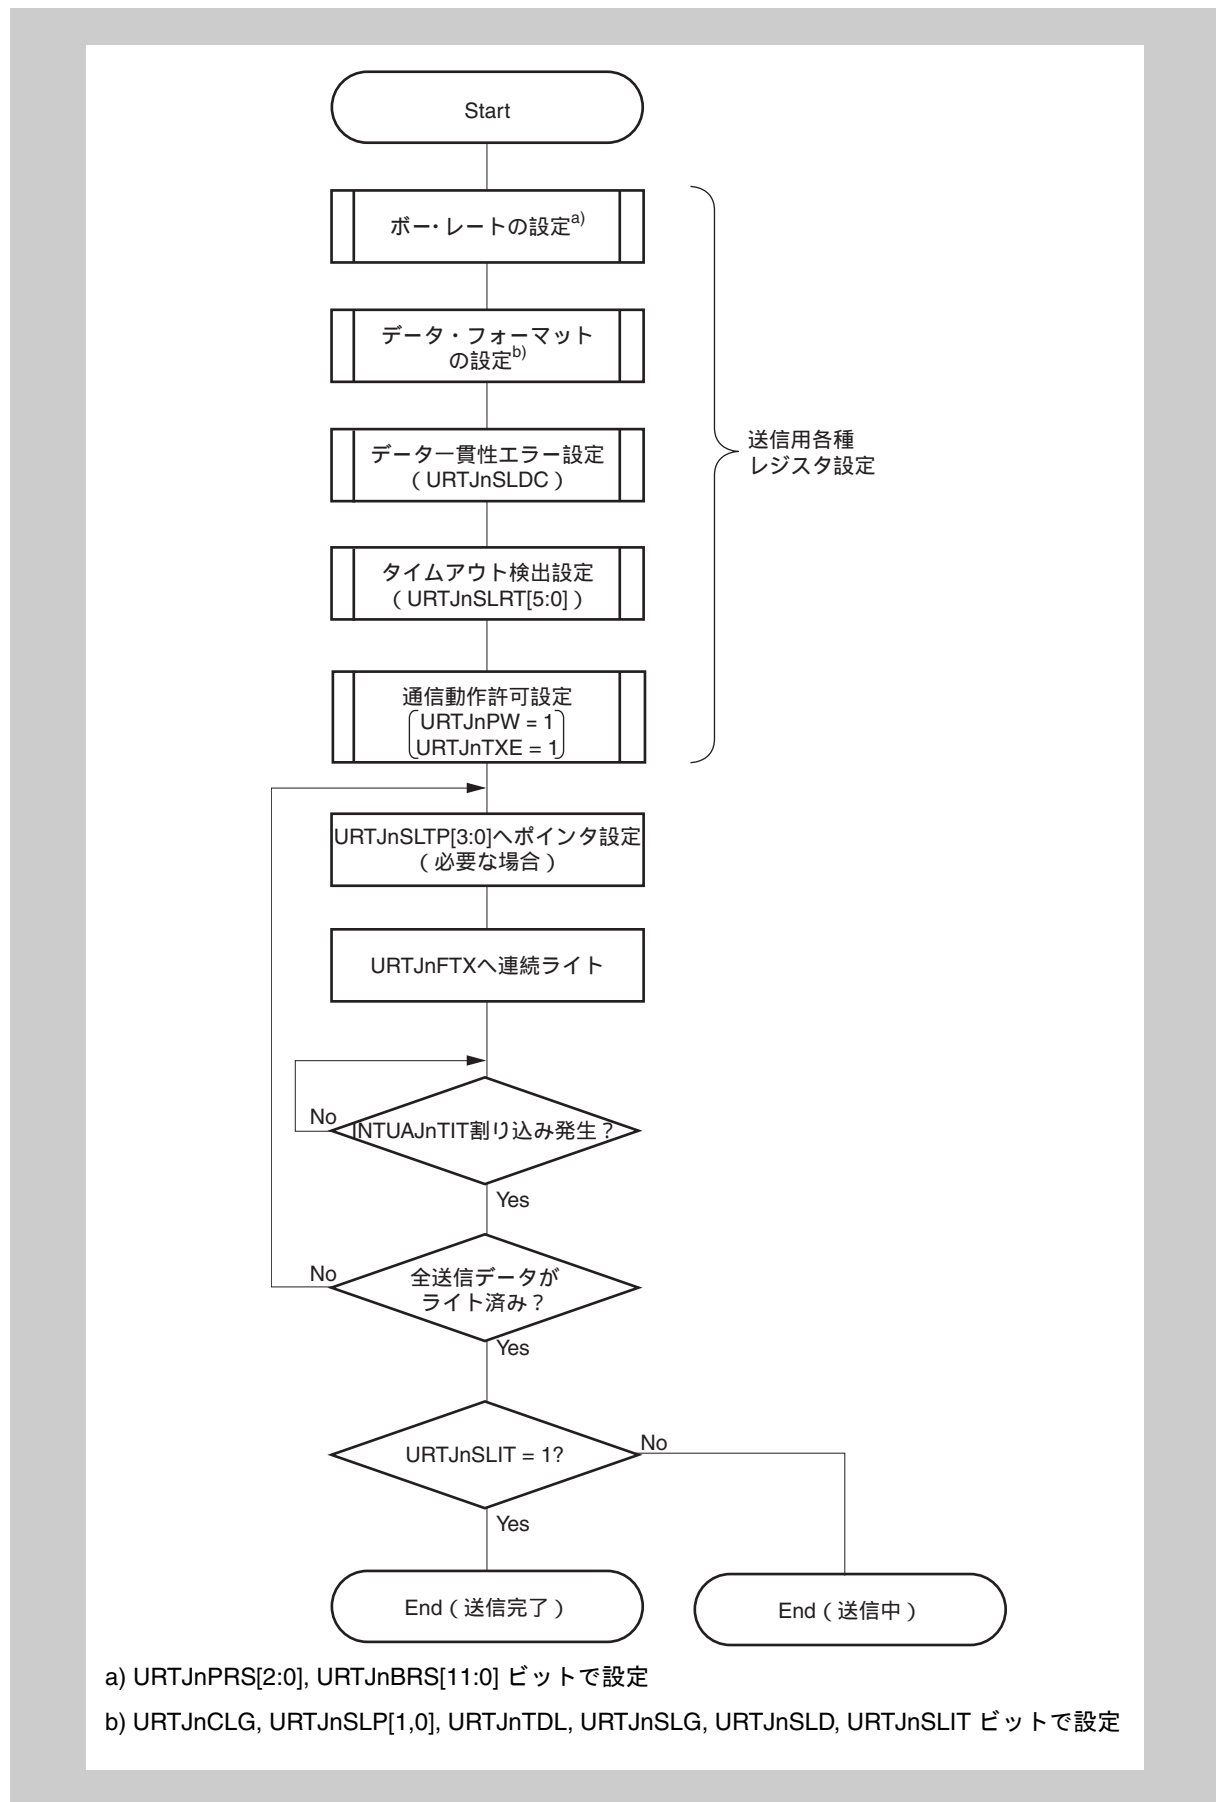 Start
ボー・レートの設定a)
データ・フォーマット
の設定b)
データ一貫性エラー設定
（URTJnSLDC）
タイムアウト検出設定
（URTJnSLRT[5:0]）
通信動作許可設定
URTJnPW = 1
URTJnTXE = 1
送信用各種
レジスタ設定
URTJnSLTP[3:0]へポインタ設定
（必要な場合）
URTJnFTXへ連続ライト
No
INTUAJnTIT割り込み発生？
Yes
No
全送信データが
ライト済み？
Yes
URTJnSLIT = 1?
No
Yes
End（送信完了）
End（送信中）
a) URTJnPRS[2:0], URTJnBRS[11:0] ビットで設定
b) URTJnCLG, URTJnSLP[1,0], URTJnTDL, URTJnSLG, URTJnSLD, URTJnSLIT ビットで設定